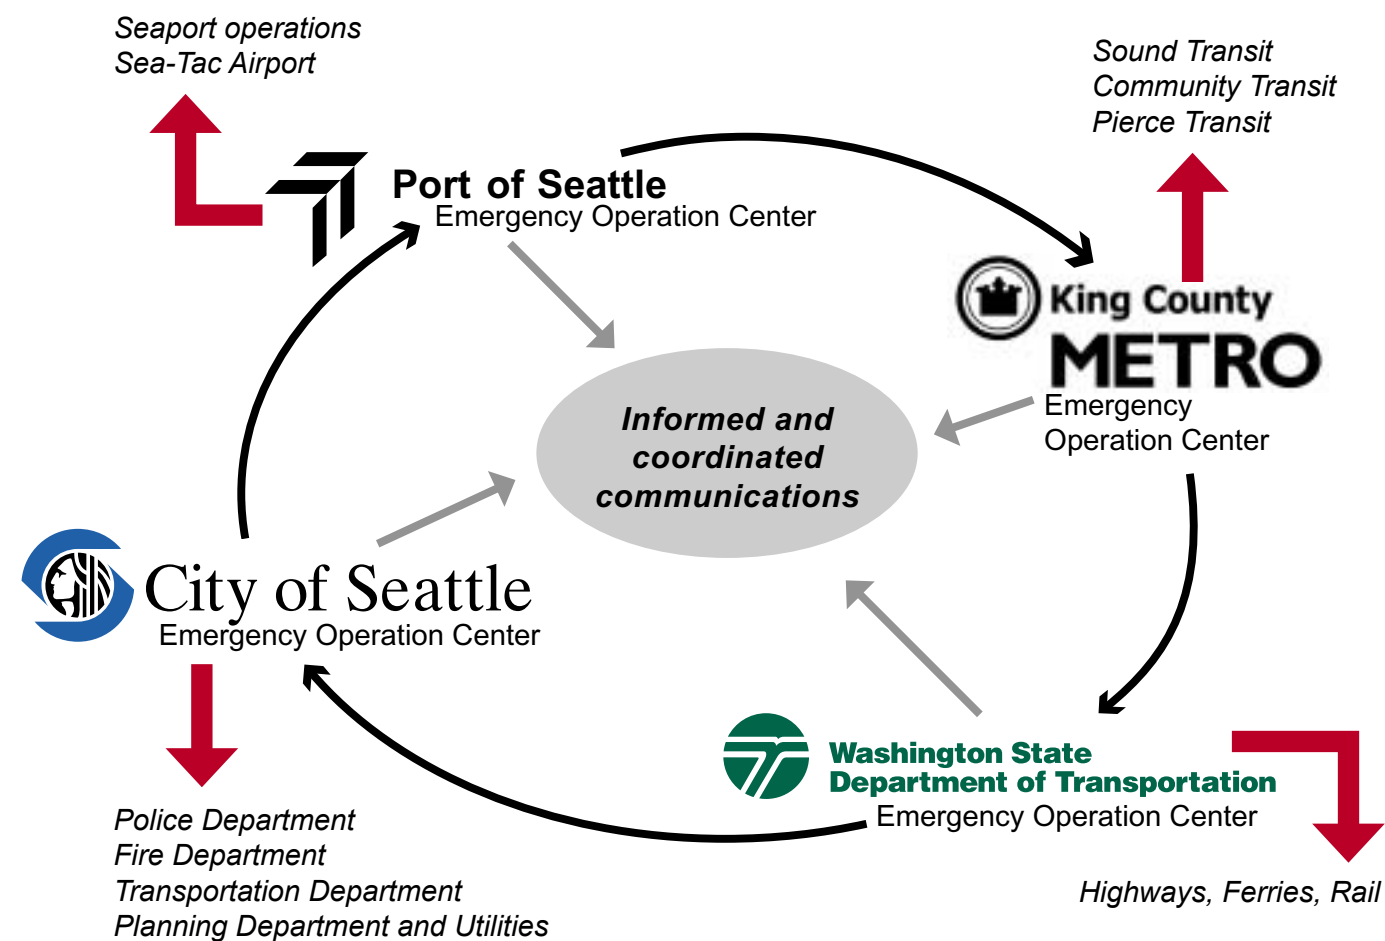 Seaport operations
Sea-Tac Airport
Sound Transit
Community Transit
Pierce Transit
Port of Seattle
Emergency Operation Center
King County
METRO
Emergency
Operation Center
Informed and
coordinated
communications
City of Seattle
Emergency Operation Center
Washington State
Department of Transportation
Emergency Operation Center
Police Department
Fire Department
Transportation Department
Planning Department and Utilities
Highways, Ferries, Rail